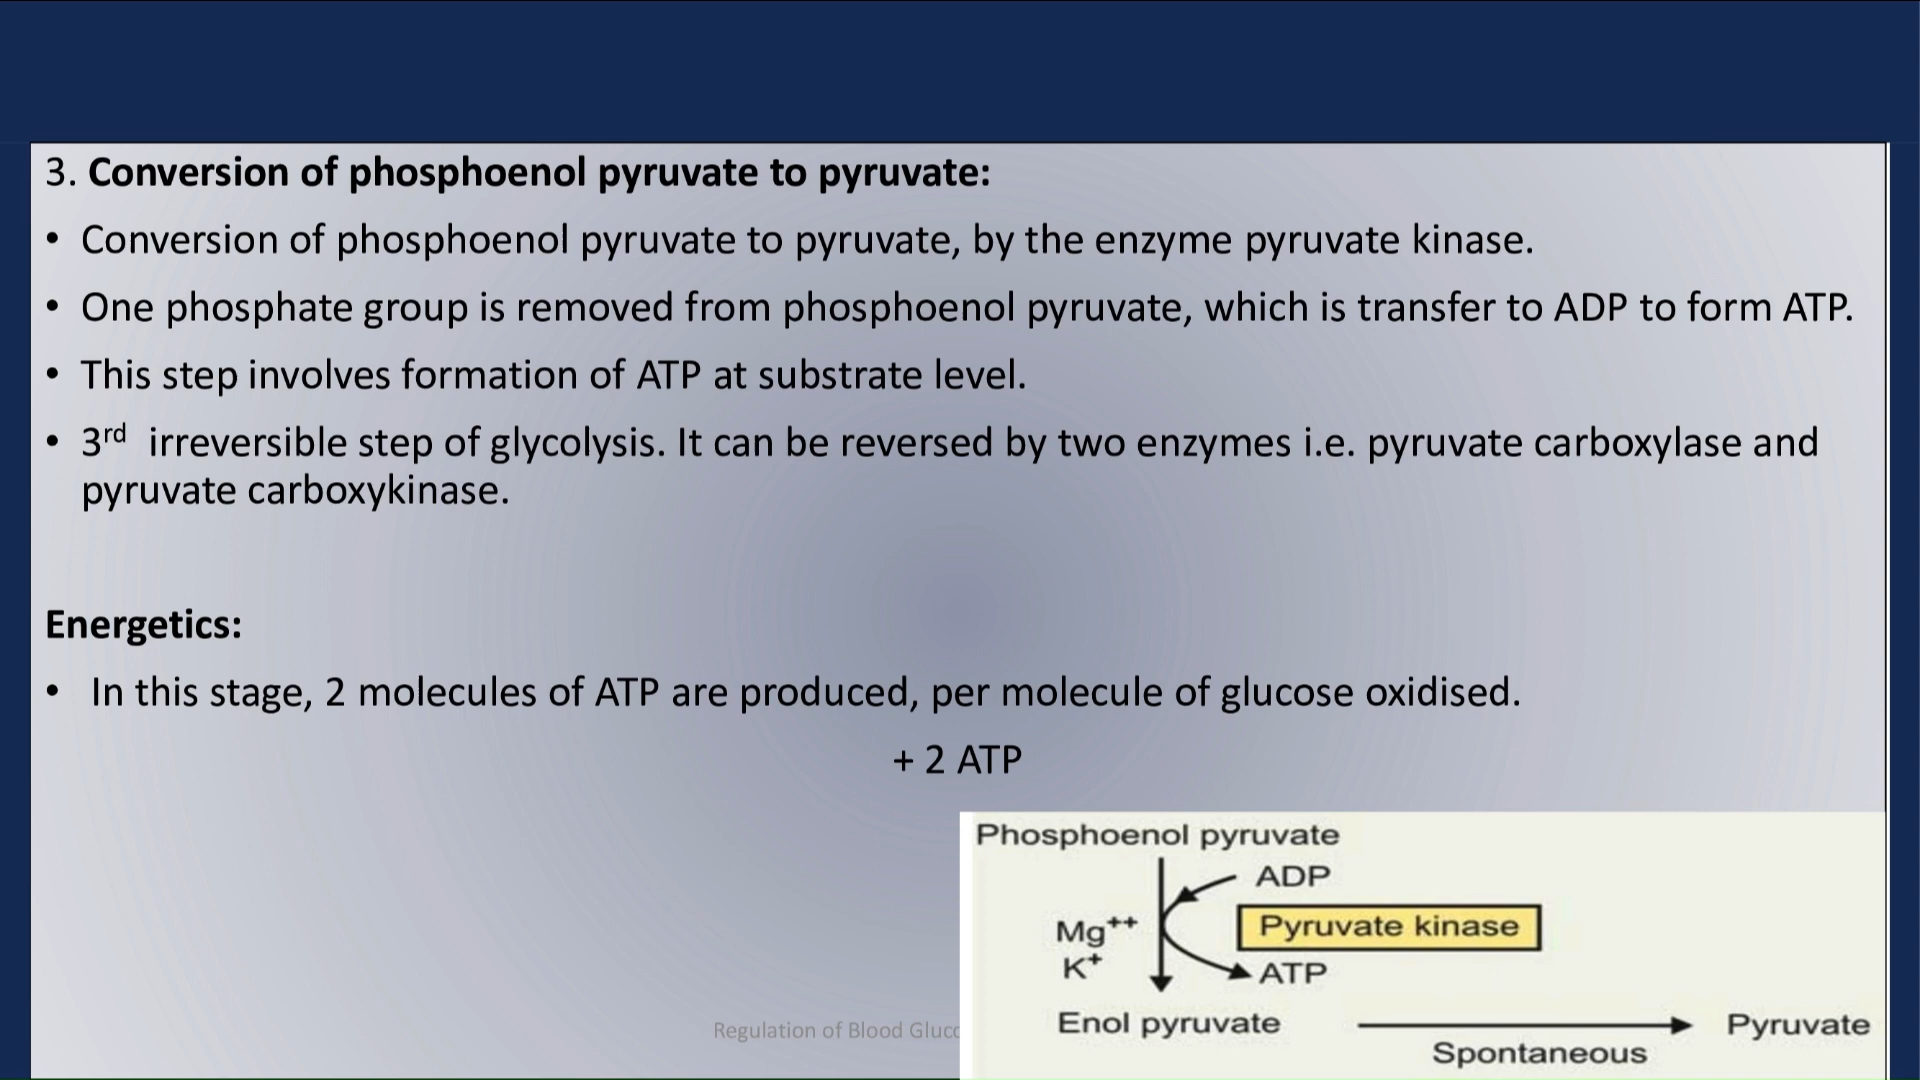 3. Conversion of phosphoenol pyruvate to pyruvate:
• Conversion of phosphoenol pyruvate to pyruvate, by the enzyme pyruvate kinase.
• One phosphate group is removed from phosphoenol pyruvate, which is transfer to ADP to form ATP.
• This step involves formation of ATP at substrate level.
• 3rd irreversible step of glycolysis. It can be reversed by two enzymes i.e. pyruvate carboxylase and
pyruvate carboxykinase.
Energetics:
• In this stage, 2 molecules of ATP are produced, per molecule of glucose oxidised.
+ 2 ATP
Phosphoenol pyruvate
ADP
Mg++
Pyruvate kinase
K+
ATP
Enol pyruvate
Pyruvate
Spontaneous
Regulation of Blood